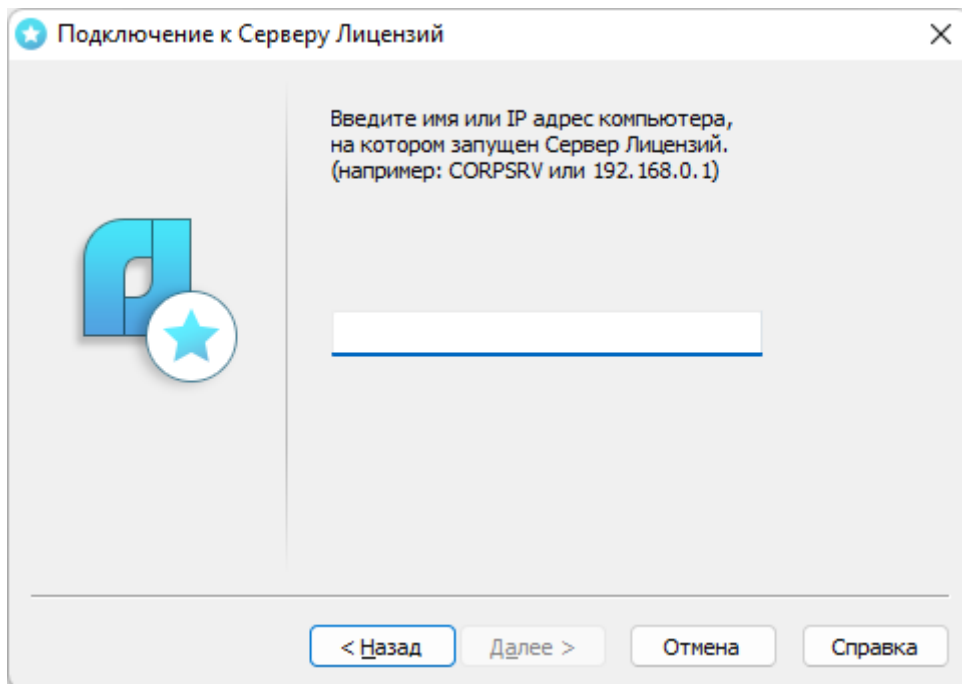 Подключение к Серверу Лицензий
Введите имя или IP адрес компьютера,
на котором запущен Сервер Лицензий.
(например: CORPSRV или 192.168.0.1)
< Назад
Далее >
Отмена
Справка